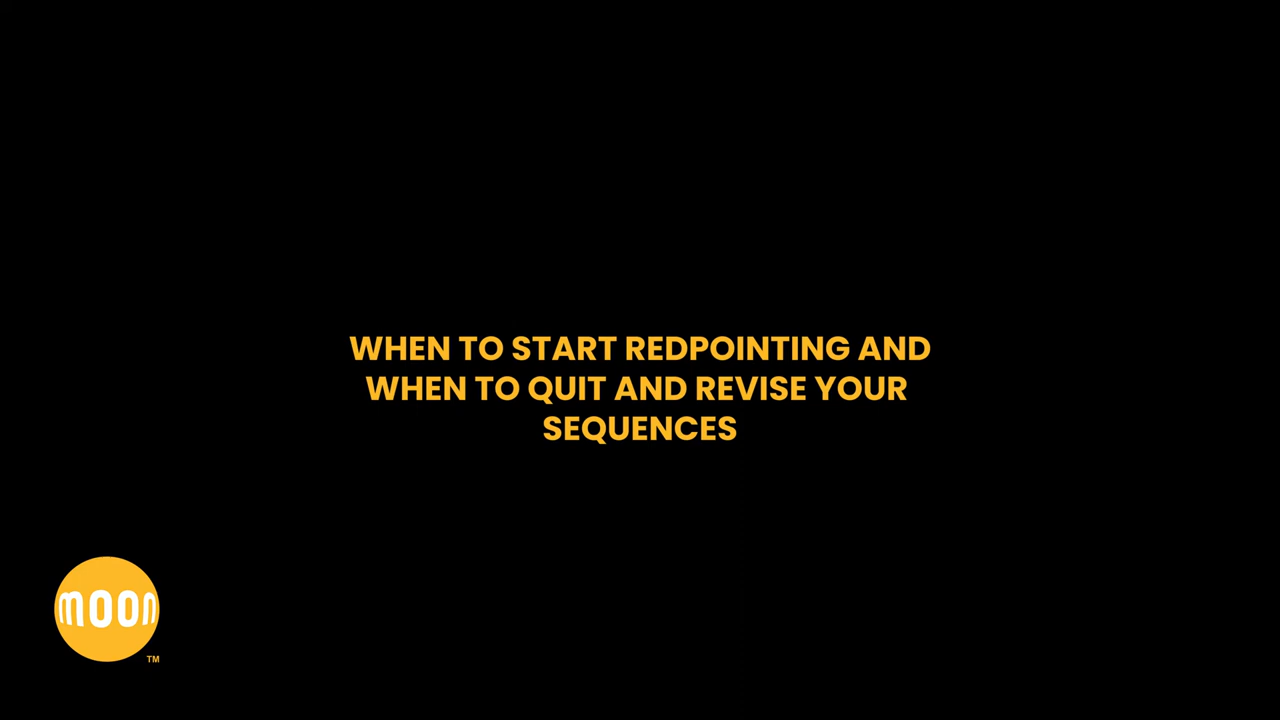 WHEN TO START REDPOINTING AND
WHEN TO QUIT AND REVISE YOUR
SEQUENCES
moon
TM